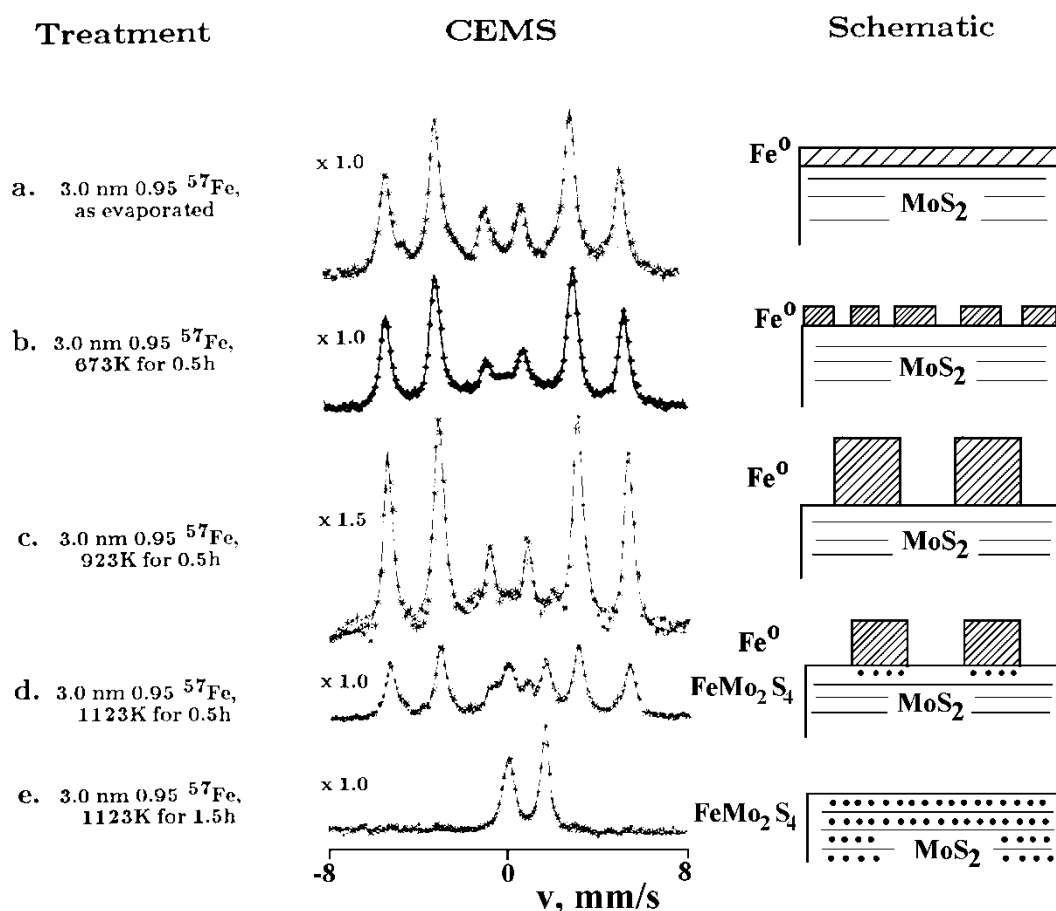 Treatment CEMS Schematic
a. 3.0 nm 0.95 ⁵⁷Fe,
as evaporated
x 1.0
Fe⁰
MoS₂
b. 3.0 nm 0.95 ⁵⁷Fe,
673K for 0.5h
x 1.0
Fe⁰
MoS₂
c. 3.0 nm 0.95 ⁵⁷Fe,
923K for 0.5h
x 1.5
Fe⁰
MoS₂
d. 3.0 nm 0.95 ⁵⁷Fe,
1123K for 0.5h
x 1.0
Fe⁰
FeMo₂S₄
MoS₂
e. 3.0 nm 0.95 ⁵⁷Fe,
1123K for 1.5h
x 1.0
FeMo₂S₄
MoS₂
-8 0 8
v, mm/s